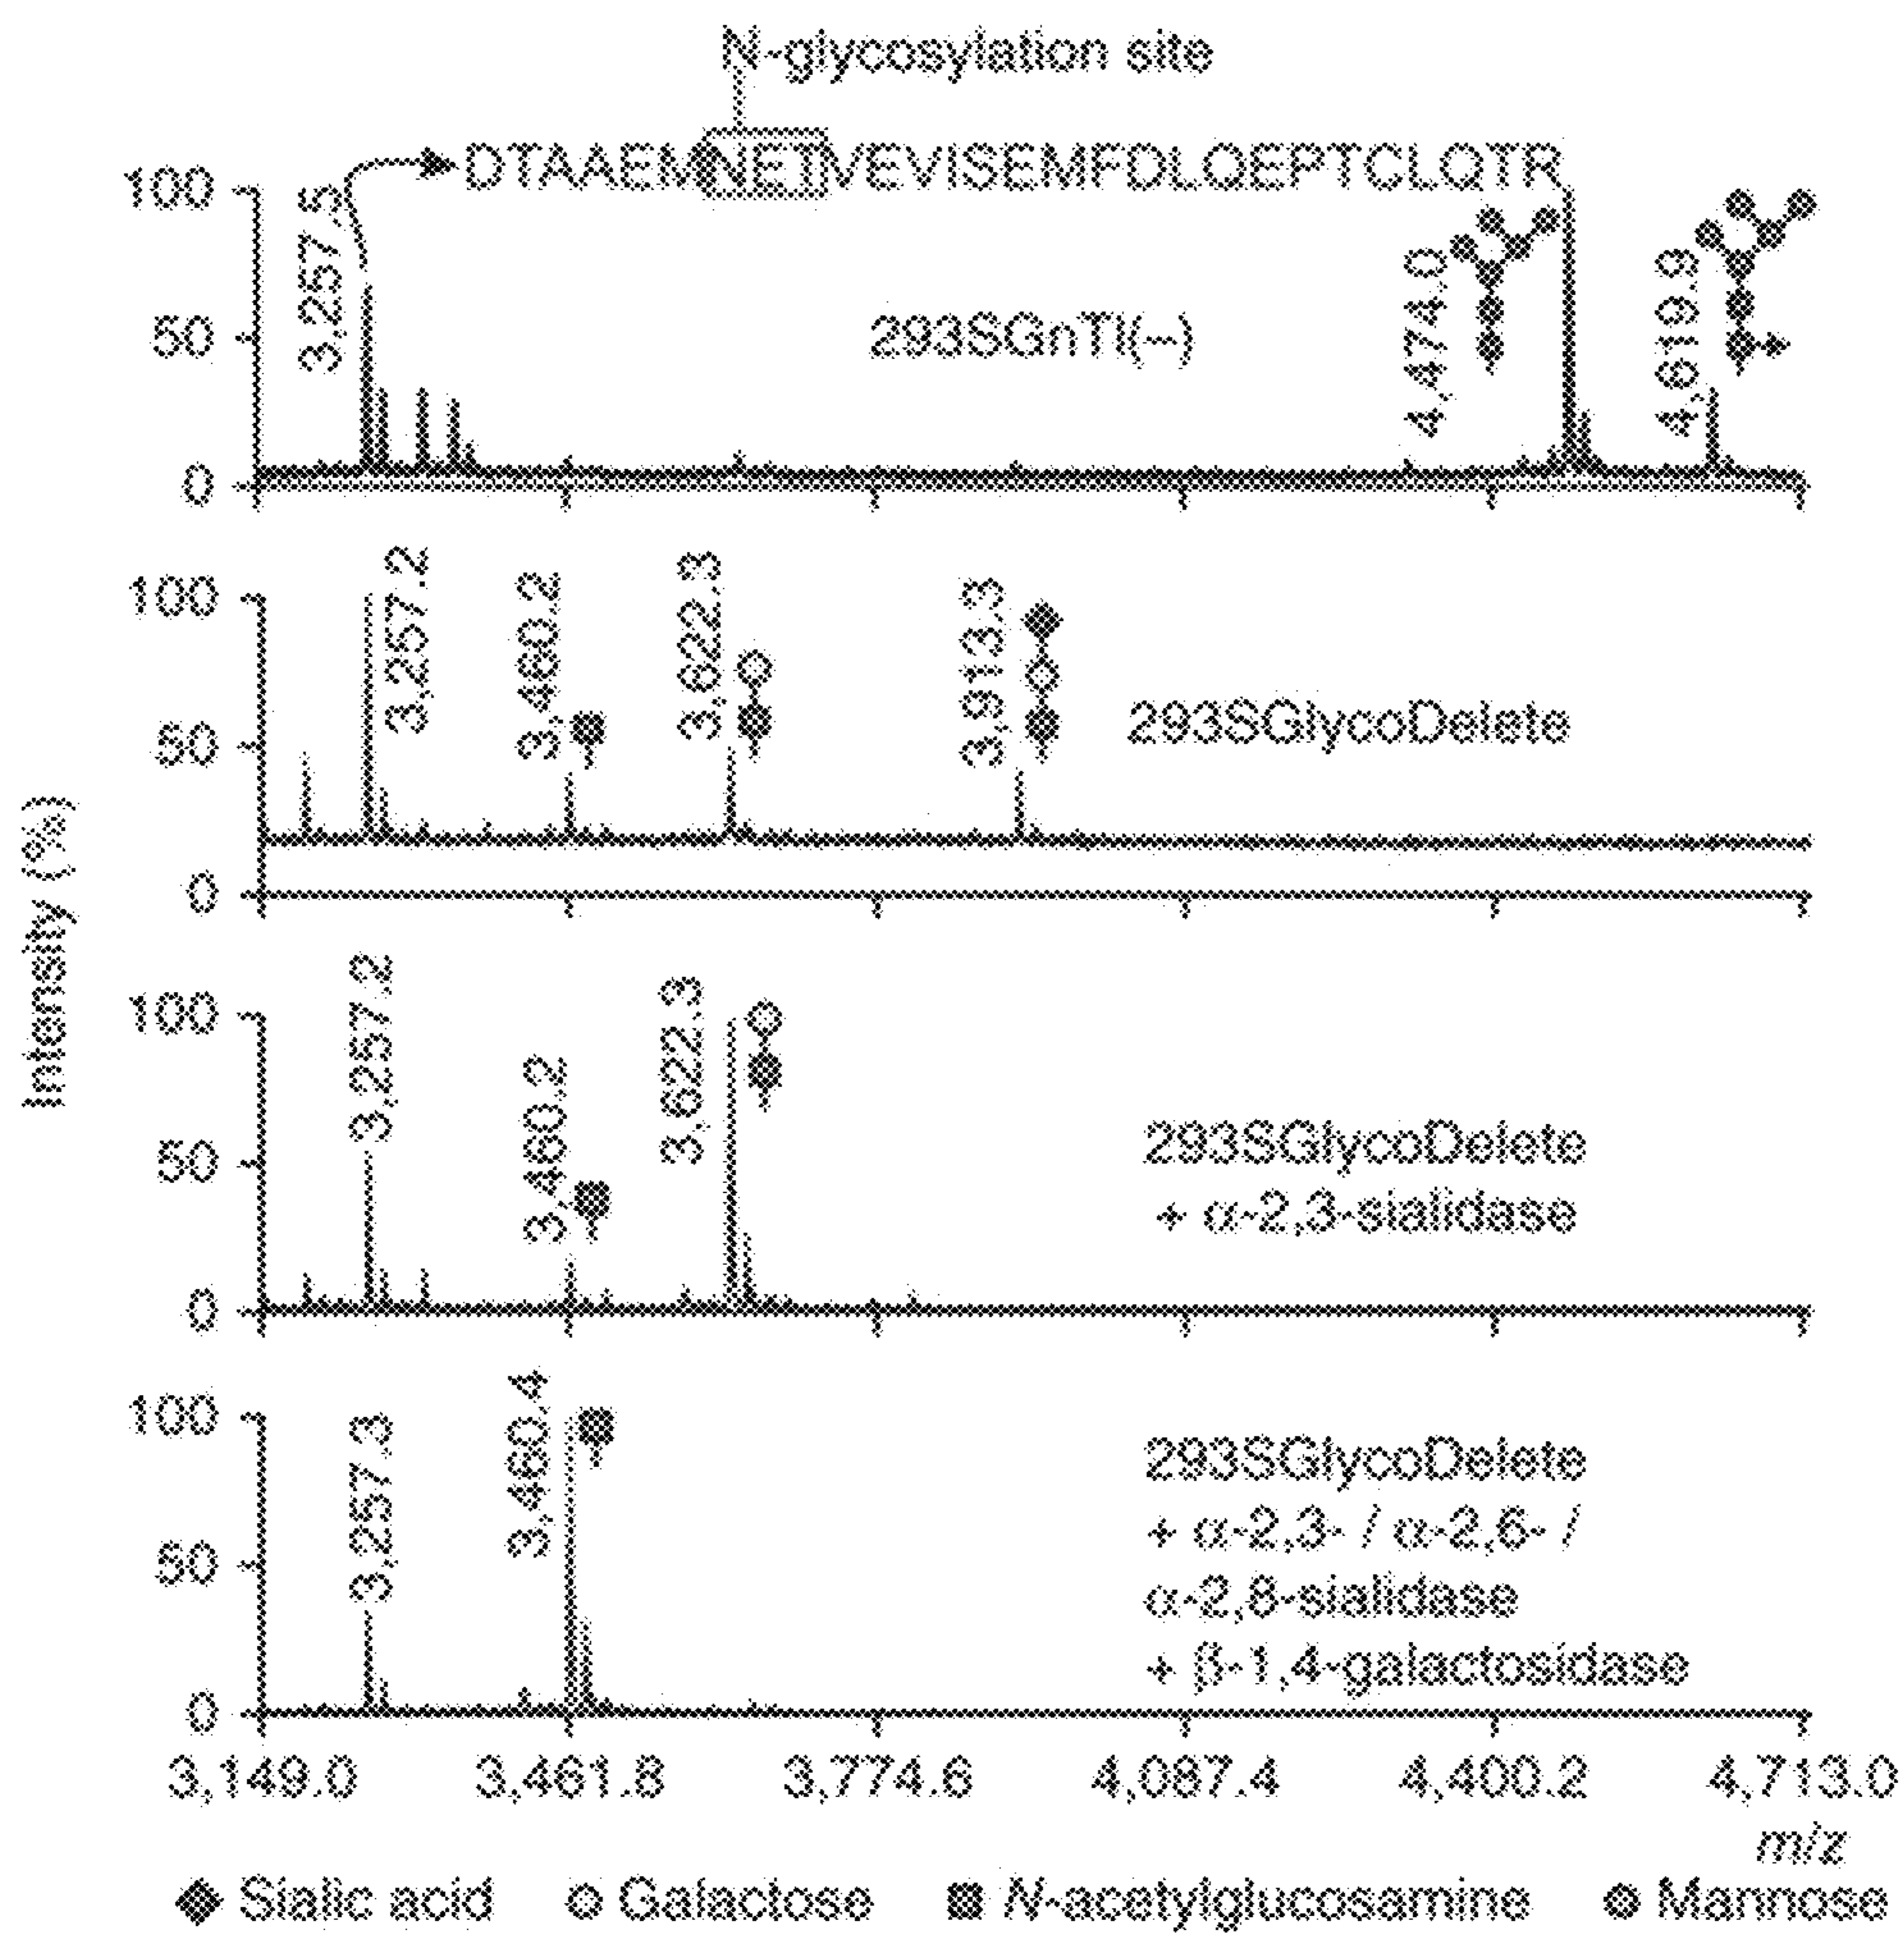 N-glycosylation site
DTAAEMNETVEVISEMFDLQEPTCLQTR
100
50
0
3,257.5
293SGnTI(–)
4,474.0
4,619.9
100
50
0
3,257.2
3,460.2
3,622.3
3,913.3
293SGlycoDelete
Intensity (%)
100
50
0
3,257.2
3,460.2
3,622.3
293SGlycoDelete
+ α-2,3-sialidase
100
50
0
3,257.3
3,460.4
293SGlycoDelete
+ α-2,3- / α-2,6- /
α-2,8-sialidase
+ β-1,4-galactosidase
3,149.0 3,461.8 3,774.6 4,087.4 4,400.2 4,713.0
m/z
Sialic acid Galactose N-acetylglucosamine Mannose